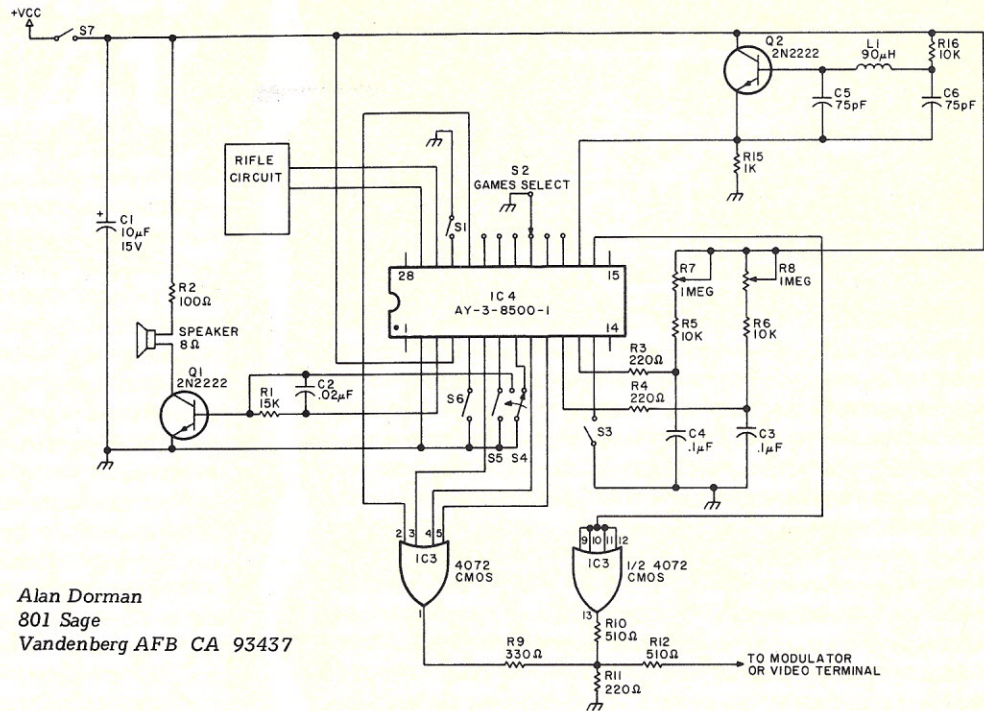 +VCC
S7
Q2
2N2222
L1
90µH
R16
10K
C5
75pF
C6
75pF
R15
1K
RIFLE
CIRCUIT
S1
S2
GAMES SELECT
+
C1
10µF
15V
28
15
IC4
AY-3-8500-1
1
14
R7
1MEG
R8
1MEG
R2
100Ω
SPEAKER
8Ω
R5
10K
R6
10K
Q1
2N2222
R1
15K
C2
.02µF
R3
220Ω
R4
220Ω
S6
S5
S4
S3
C4
.1µF
C3
.1µF
2
3
4
5
IC3
4072
CMOS
1
9
10
11
12
IC3
1/2 4072
CMOS
13
R10
510Ω
R9
330Ω
R12
510Ω
R11
220Ω
TO MODULATOR
OR VIDEO TERMINAL
Alan Dorman
801 Sage
Vandenberg AFB CA 93437